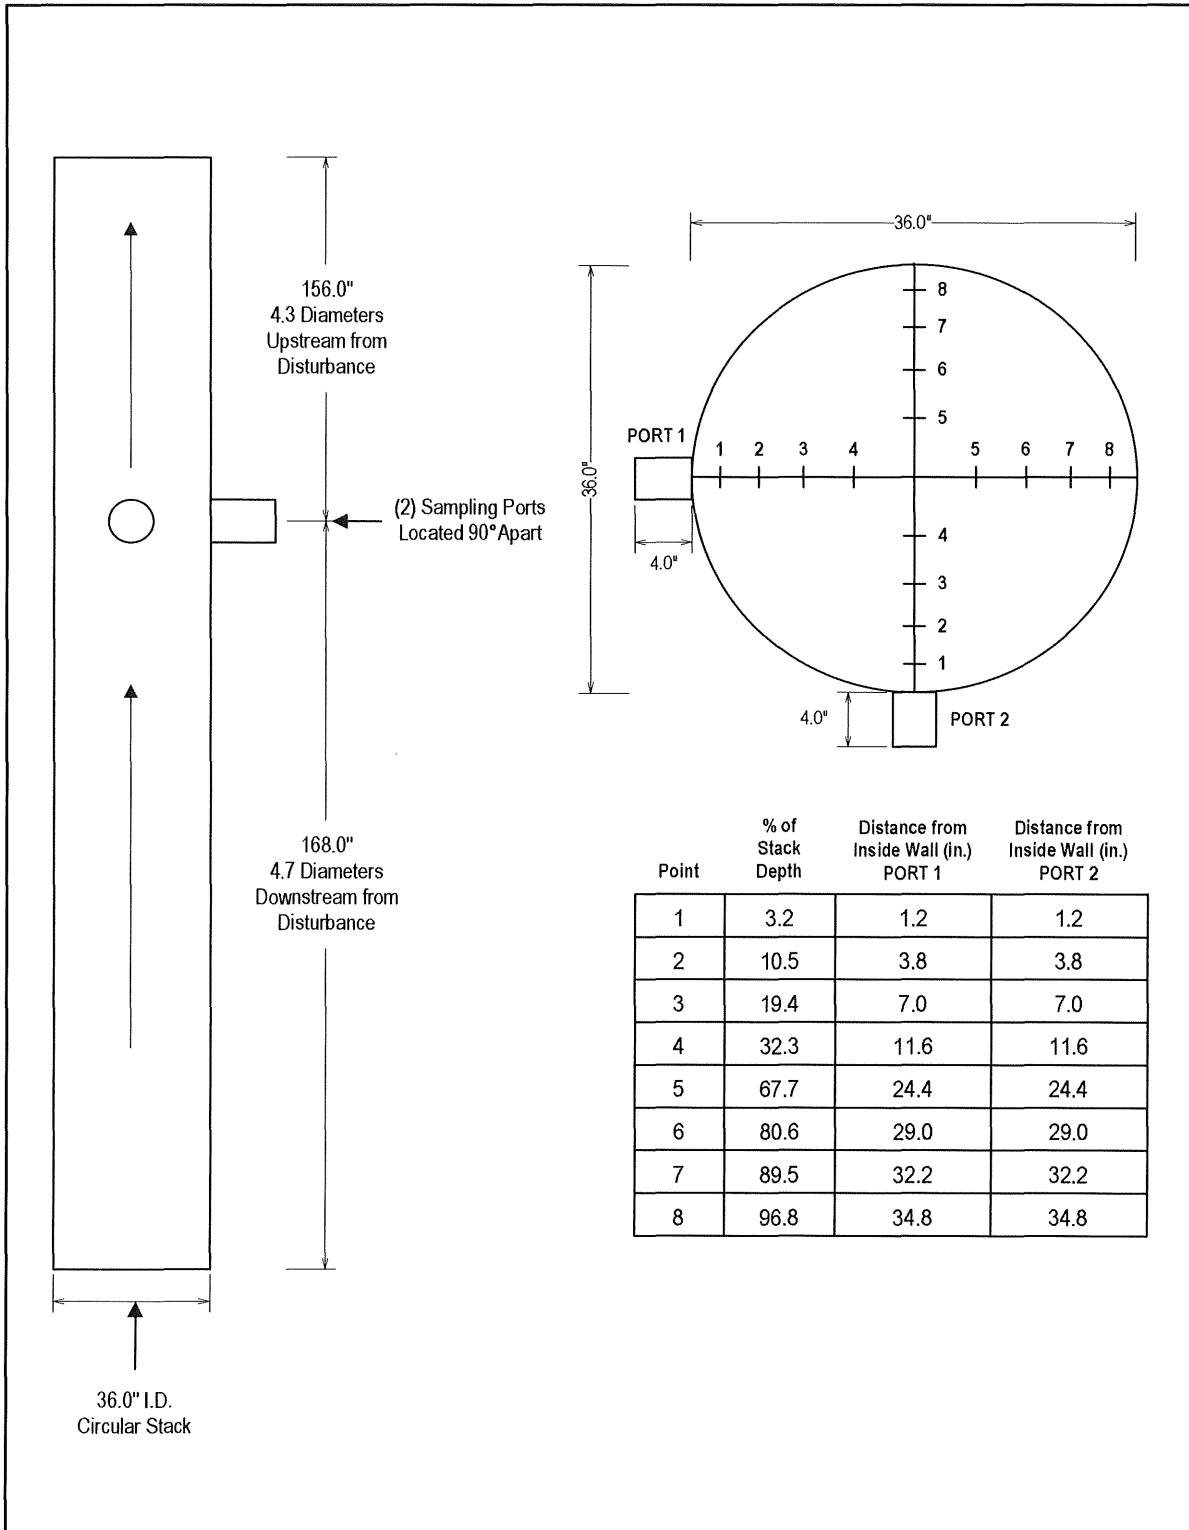 156.0"
4.3 Diameters
Upstream from
Disturbance
(2) Sampling Ports
Located 90° Apart
168.0"
4.7 Diameters
Downstream from
Disturbance
36.0" I.D.
Circular Stack
36.0"
36.0"
8
7
6
5
PORT 1
1 2 3 4 5 6 7 8
4.0"
4
3
2
1
4.0"
PORT 2
Point % of Stack Depth Distance from Inside Wall (in.) PORT 1 Distance from Inside Wall (in.) PORT 2
1 3.2 1.2 1.2
2 10.5 3.8 3.8
3 19.4 7.0 7.0
4 32.3 11.6 11.6
5 67.7 24.4 24.4
6 80.6 29.0 29.0
7 89.5 32.2 32.2
8 96.8 34.8 34.8